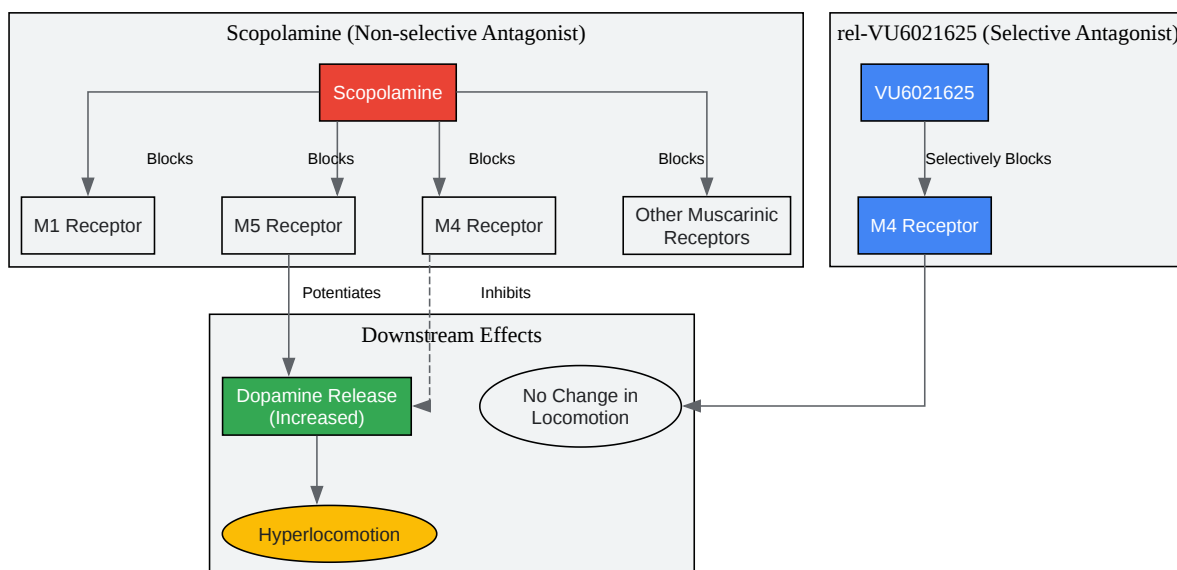 Scopolamine (Non-selective Antagonist)
rel-VU6021625 (Selective Antagonist)
Scopolamine
VU6021625
Blocks
Blocks
Blocks
Blocks
Selectively Blocks
M1 Receptor
M5 Receptor
M4 Receptor
Other Muscarinic
Receptors
M4 Receptor
Potentiates
Inhibits
Downstream Effects
Dopamine Release
(Increased)
No Change in
Locomotion
Hyperlocomotion